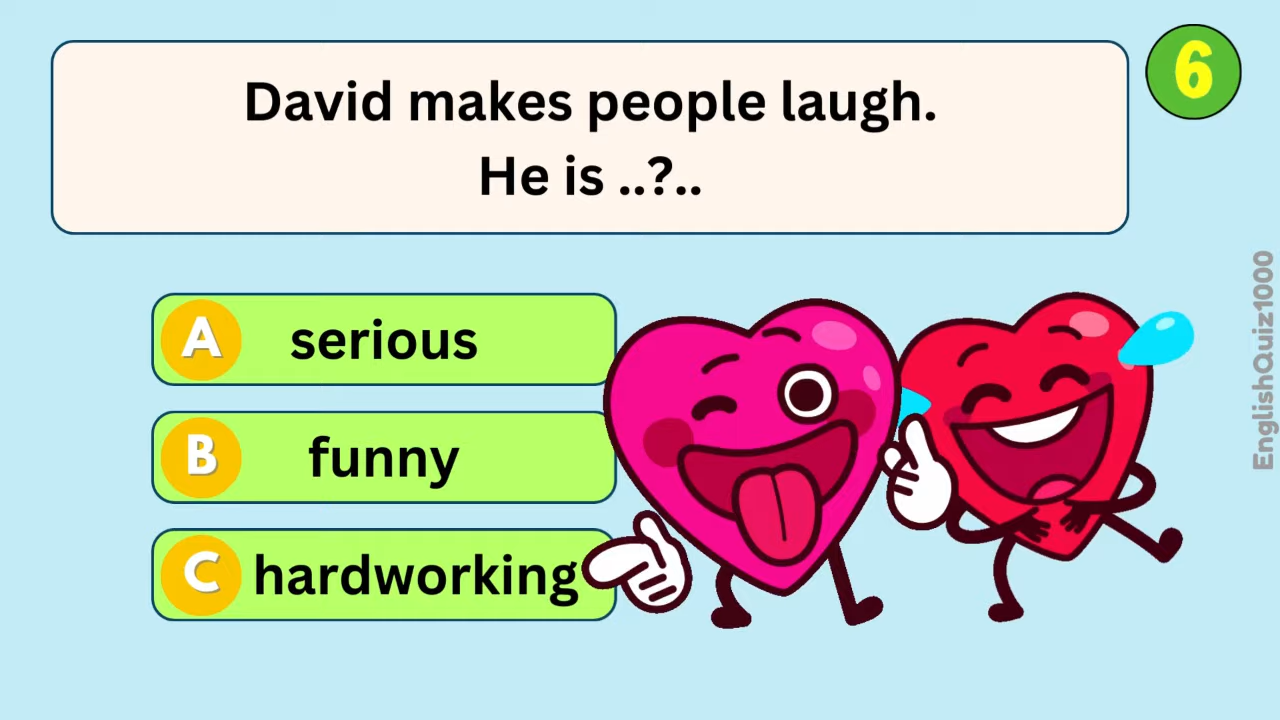 David makes people laugh.
He is ..?..
6
A serious
B funny
C hardworking
EnglishQuiz1000